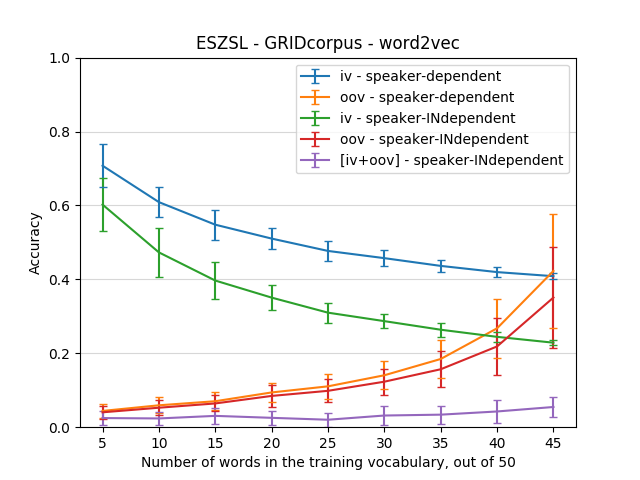 ESZSL - GRIDcorpus - word2vec
1.0
0.8
0.6
0.4
0.2
0.0
Accuracy
iv - speaker-dependent
oov - speaker-dependent
iv - speaker-INdependent
oov - speaker-INdependent
[iv+oov] - speaker-INdependent
5 10 15 20 25 30 35 40 45
Number of words in the training vocabulary, out of 50